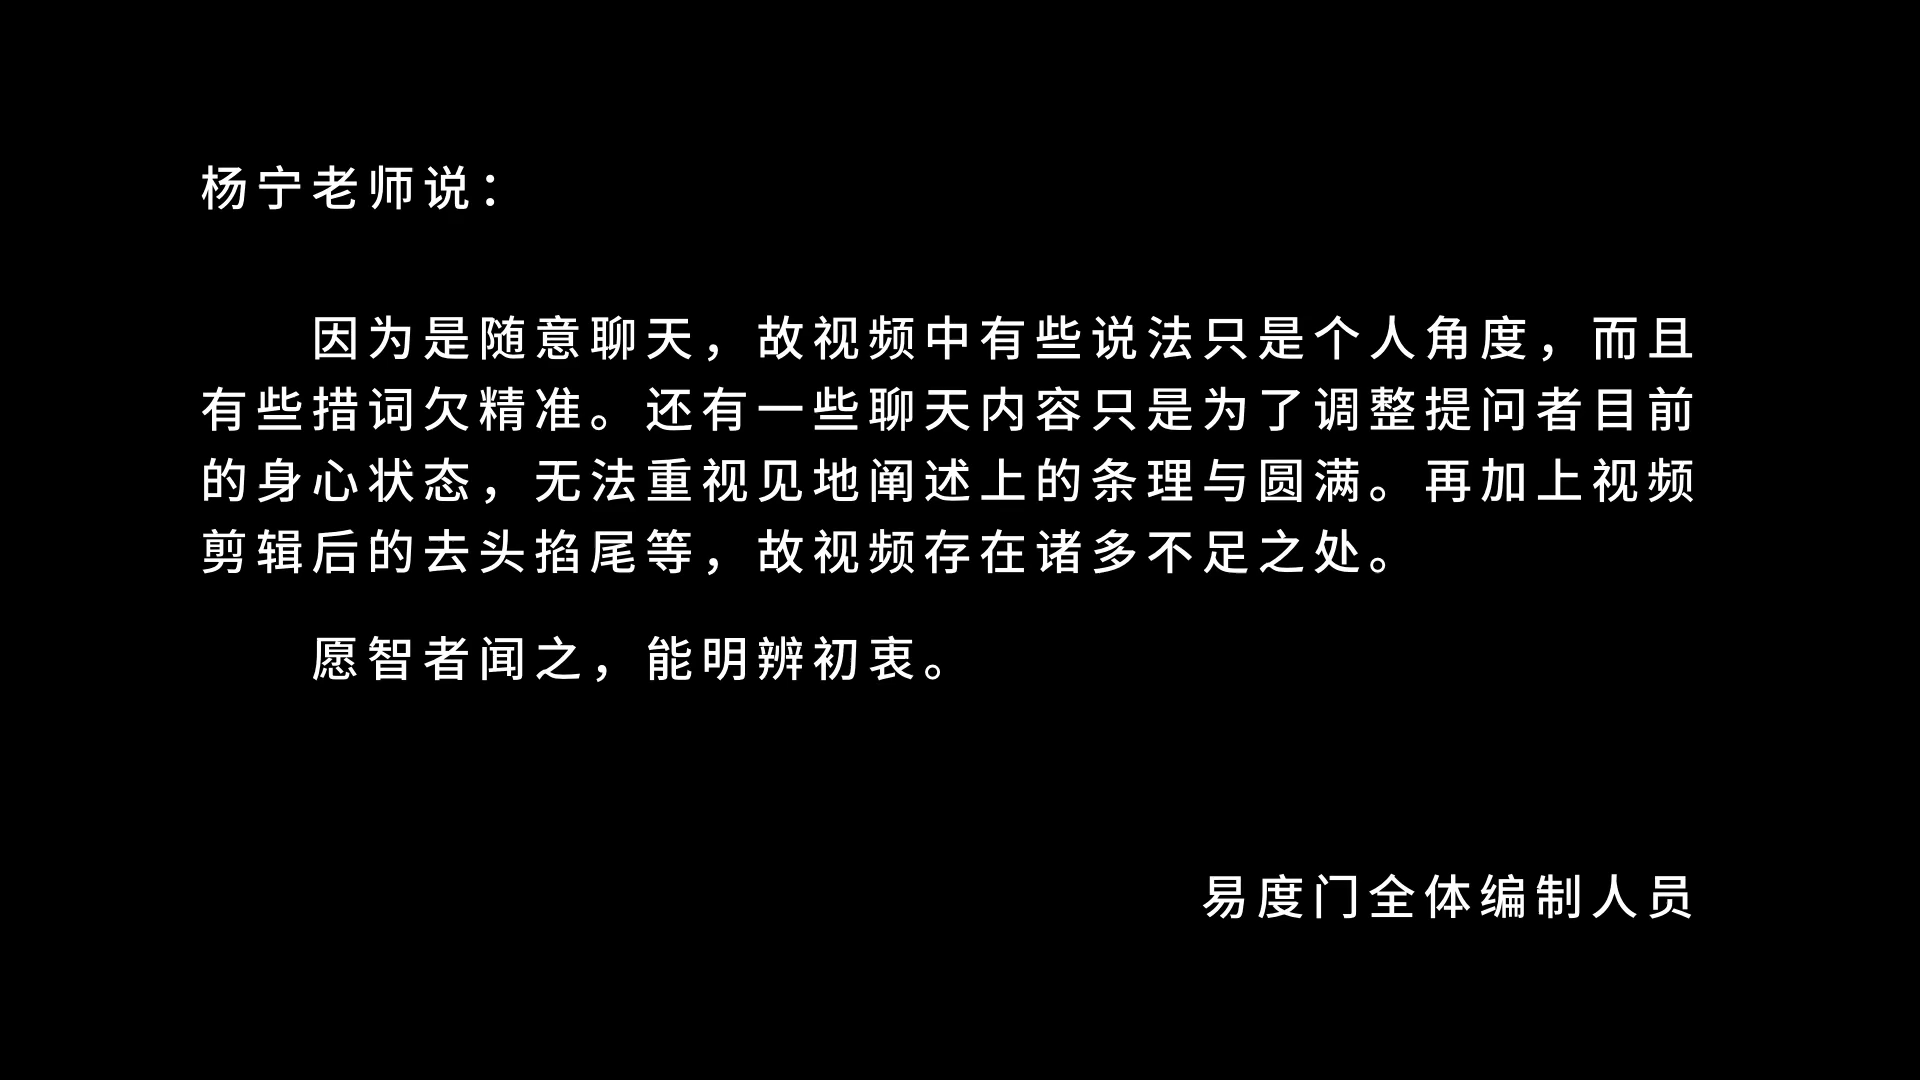 杨宁老师说：
因为是随意聊天，故视频中有些说法只是个人角度，而且
有些措词欠精准。还有一些聊天内容只是为了调整提问者目前
的身心状态，无法重视见地阐述上的条理与圆满。再加上视频
剪辑后的去头掐尾等，故视频存在诸多不足之处。
愿智者闻之，能明辨初衷。
易度门全体编制人员